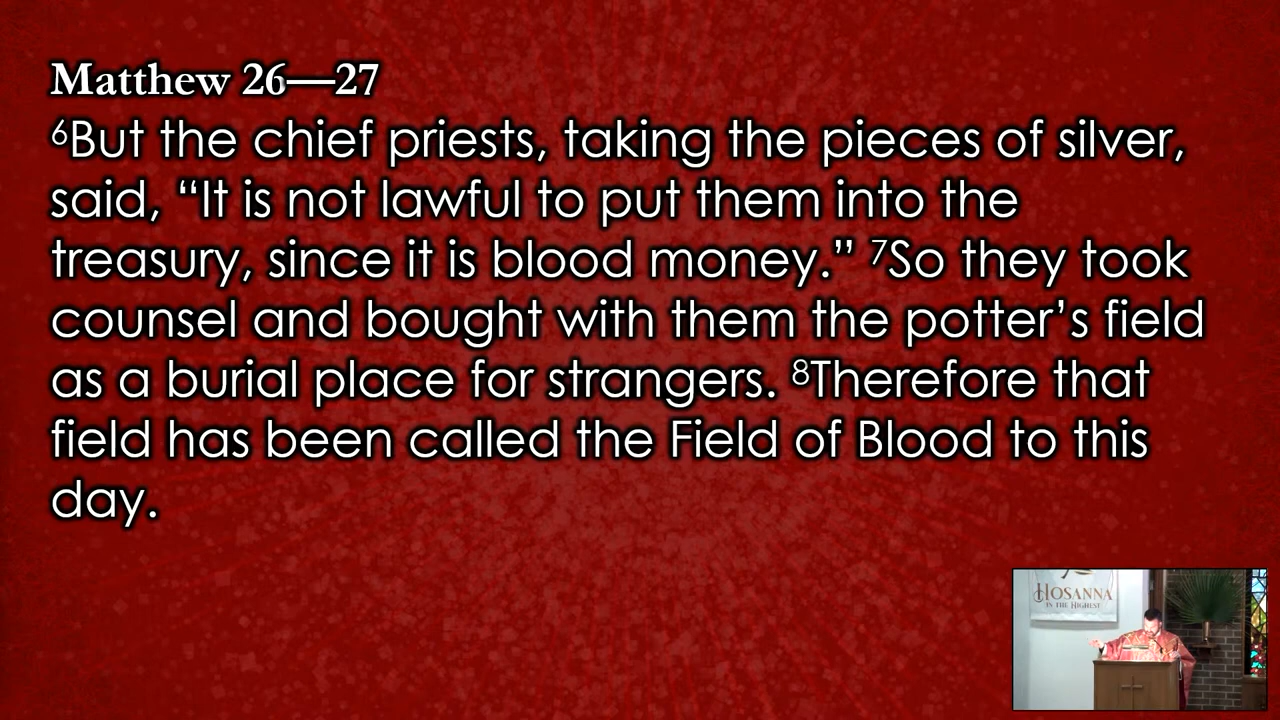 Matthew 26—27
⁶But the chief priests, taking the pieces of silver,
said, “It is not lawful to put them into the
treasury, since it is blood money.” ⁷So they took
counsel and bought with them the potter’s field
as a burial place for strangers. ⁸Therefore that
field has been called the Field of Blood to this
day.
HOSANNA
IN THE HIGHEST